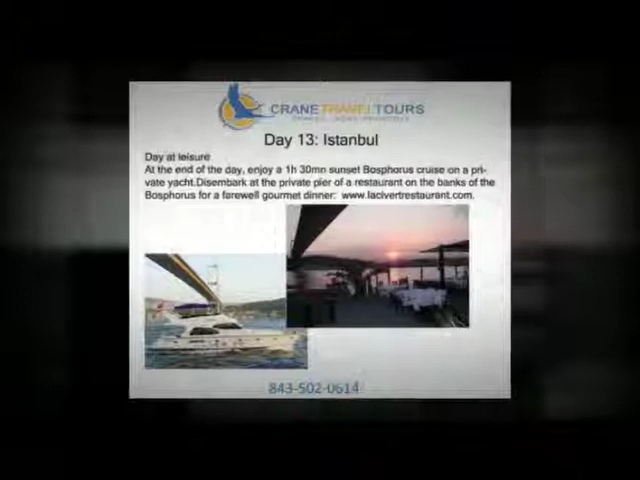 CRANE TRAVEL TOURS
Day 13: Istanbul
Day at leisure
At the end of the day, enjoy a 1h 30mn sunset Bosphorus cruise on a pri-
vate yacht.Disembark at the private pier of a restaurant on the banks of the
Bosphorus for a farewell gourmet dinner: www.lacivertrestaurant.com.
843-502-0614